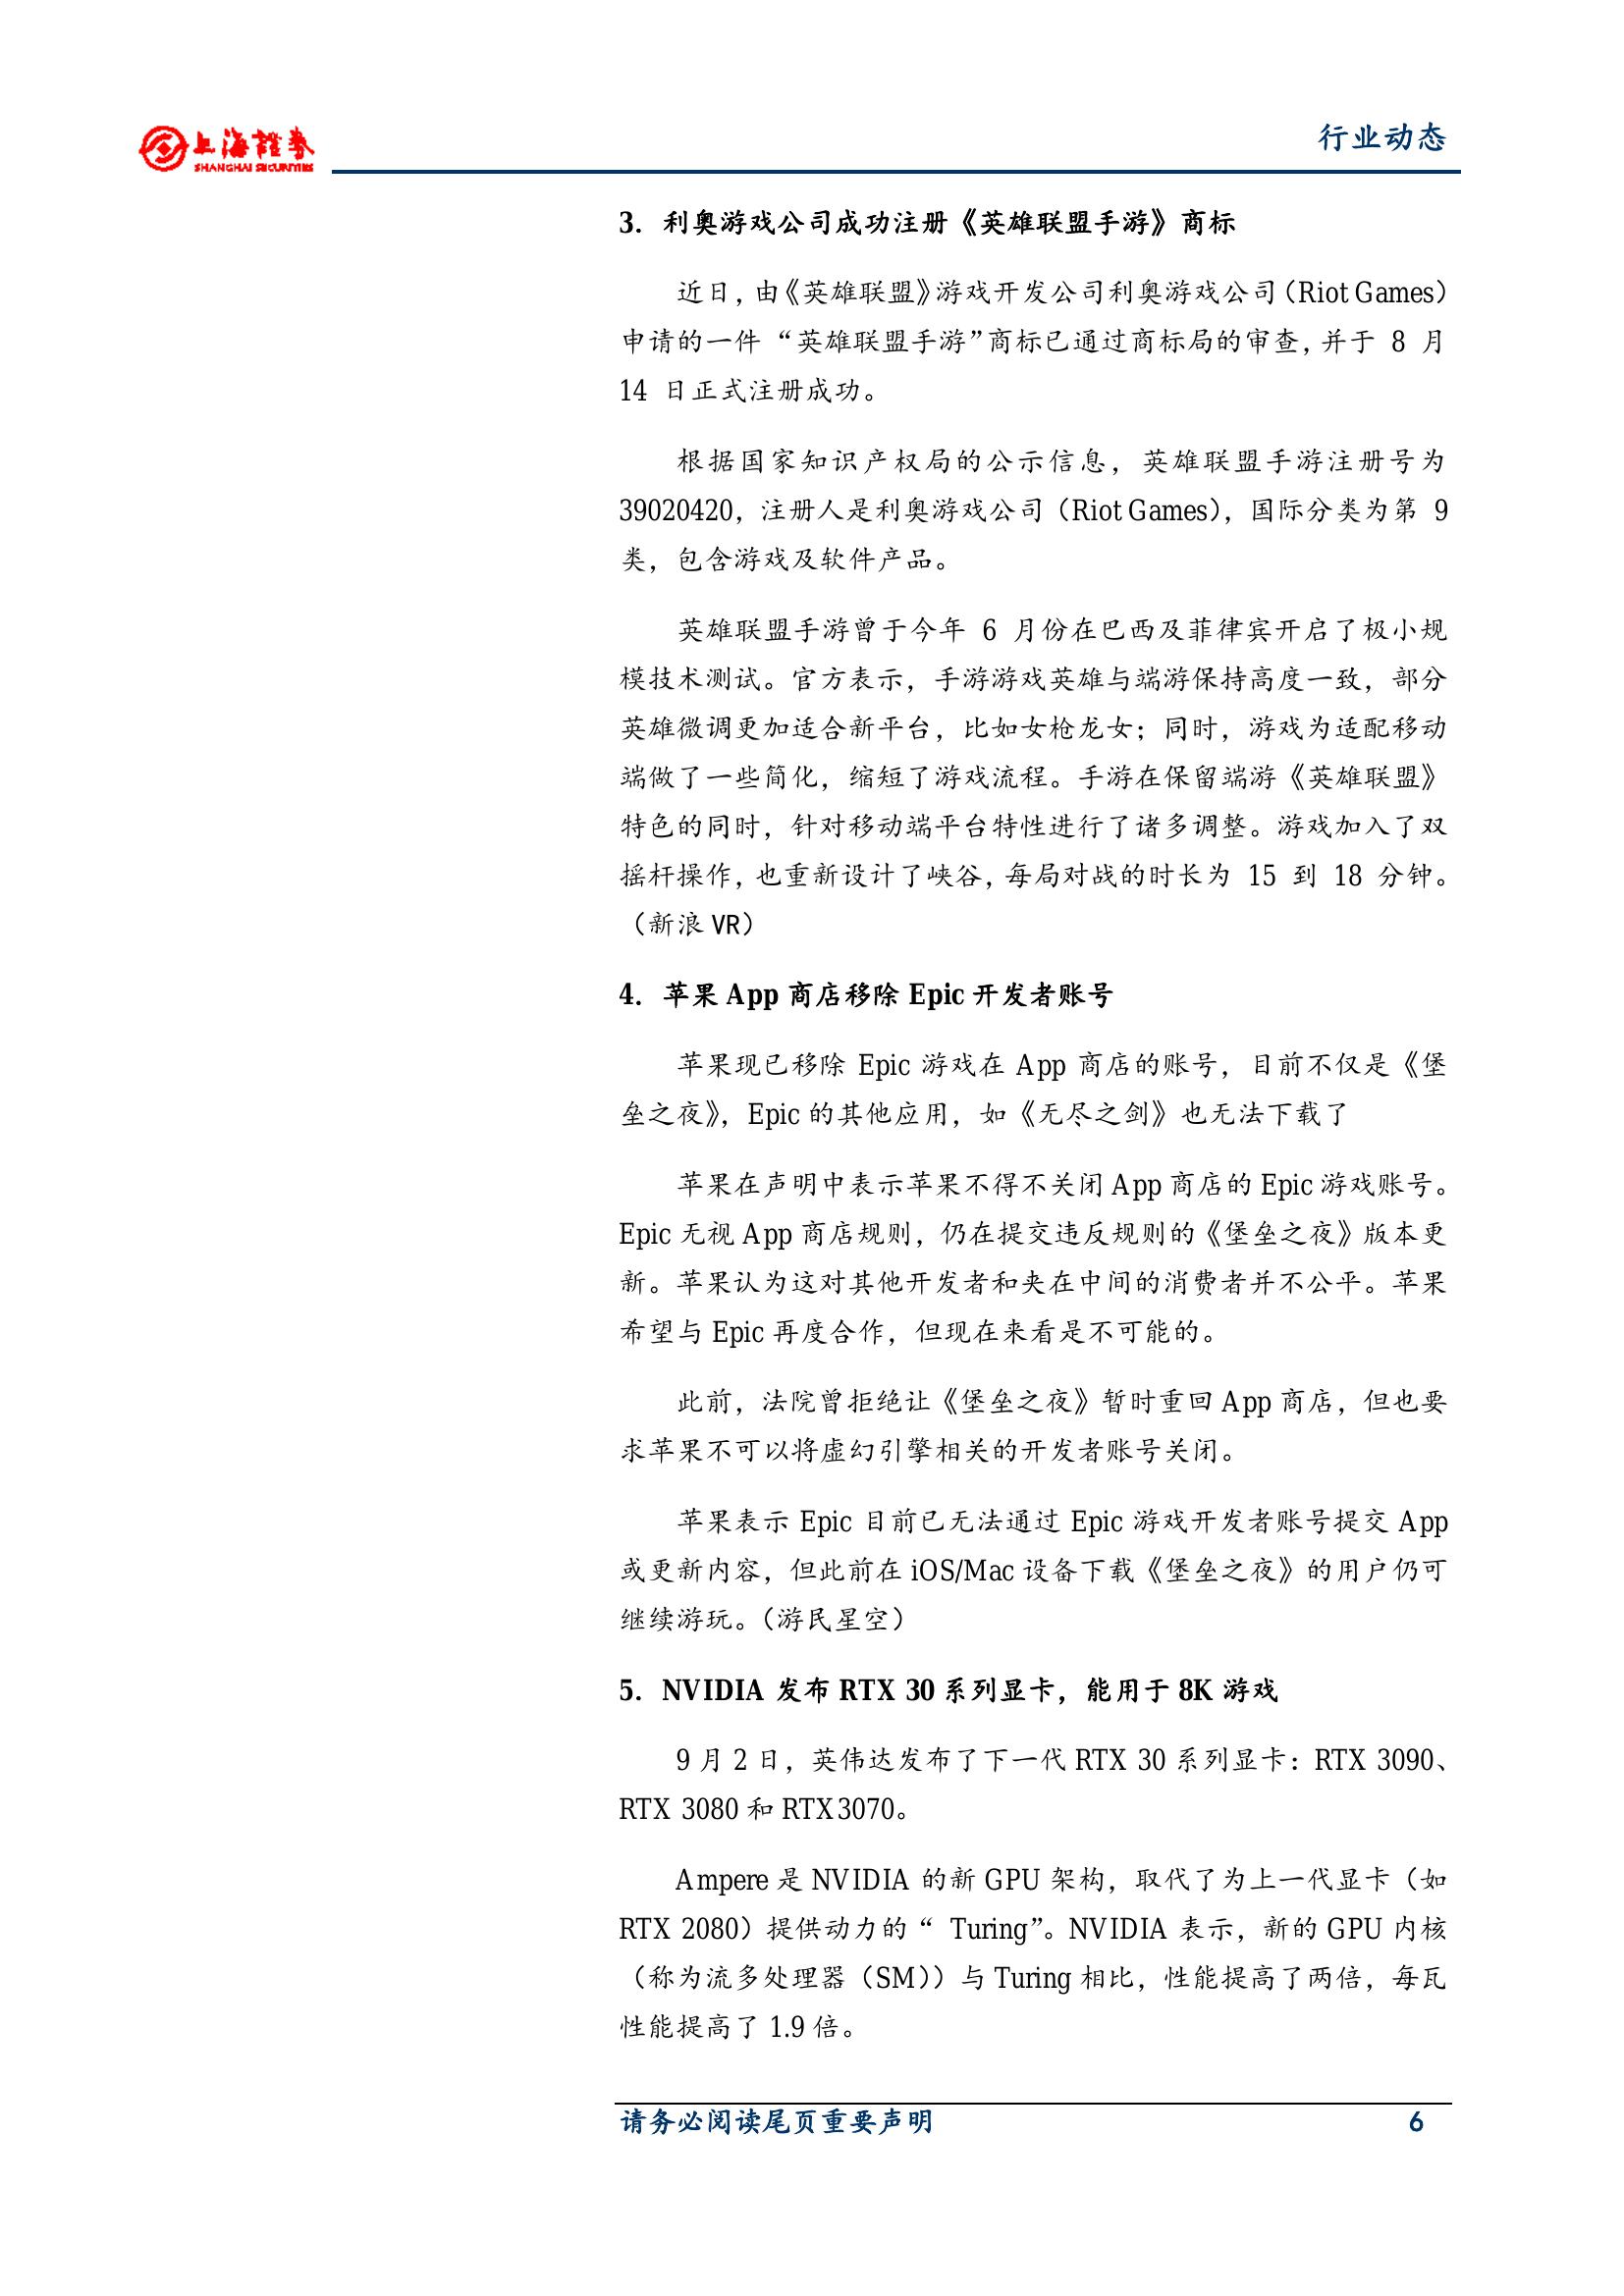 上海證券
SHANGHAI SECURITIES
行业动态
3. 利奥游戏公司成功注册《英雄联盟手游》商标
近日，由《英雄联盟》游戏开发公司利奥游戏公司（Riot Games）
申请的一件 “英雄联盟手游”商标已通过商标局的审查，并于 8 月
14 日正式注册成功。
根据国家知识产权局的公示信息，英雄联盟手游注册号为
39020420，注册人是利奥游戏公司（Riot Games），国际分类为第 9
类，包含游戏及软件产品。
英雄联盟手游曾于今年 6 月份在巴西及菲律宾开启了极小规
模技术测试。官方表示，手游游戏英雄与端游保持高度一致，部分
英雄微调更加适合新平台，比如女枪龙女；同时，游戏为适配移动
端做了一些简化，缩短了游戏流程。手游在保留端游《英雄联盟》
特色的同时，针对移动端平台特性进行了诸多调整。游戏加入了双
摇杆操作，也重新设计了峡谷，每局对战的时长为 15 到 18 分钟。
（新浪 VR）
4. 苹果 App 商店移除 Epic 开发者账号
苹果现已移除 Epic 游戏在 App 商店的账号，目前不仅是《堡
垒之夜》，Epic 的其他应用，如《无尽之剑》也无法下载了
苹果在声明中表示苹果不得不关闭 App 商店的 Epic 游戏账号。
Epic 无视 App 商店规则，仍在提交违反规则的《堡垒之夜》版本更
新。苹果认为这对其他开发者和夹在中间的消费者并不公平。苹果
希望与 Epic 再度合作，但现在来看是不可能的。
此前，法院曾拒绝让《堡垒之夜》暂时重回 App 商店，但也要
求苹果不可以将虚幻引擎相关的开发者账号关闭。
苹果表示 Epic 目前已无法通过 Epic 游戏开发者账号提交 App
或更新内容，但此前在 iOS/Mac 设备下载《堡垒之夜》的用户仍可
继续游玩。（游民星空）
5. NVIDIA 发布 RTX 30 系列显卡，能用于 8K 游戏
9 月 2 日，英伟达发布了下一代 RTX 30 系列显卡：RTX 3090、
RTX 3080 和 RTX3070。
Ampere 是 NVIDIA 的新 GPU 架构，取代了为上一代显卡（如
RTX 2080）提供动力的“ Turing”。NVIDIA 表示，新的 GPU 内核
（称为流多处理器（SM））与 Turing 相比，性能提高了两倍，每瓦
性能提高了 1.9 倍。
请务必阅读尾页重要声明 6